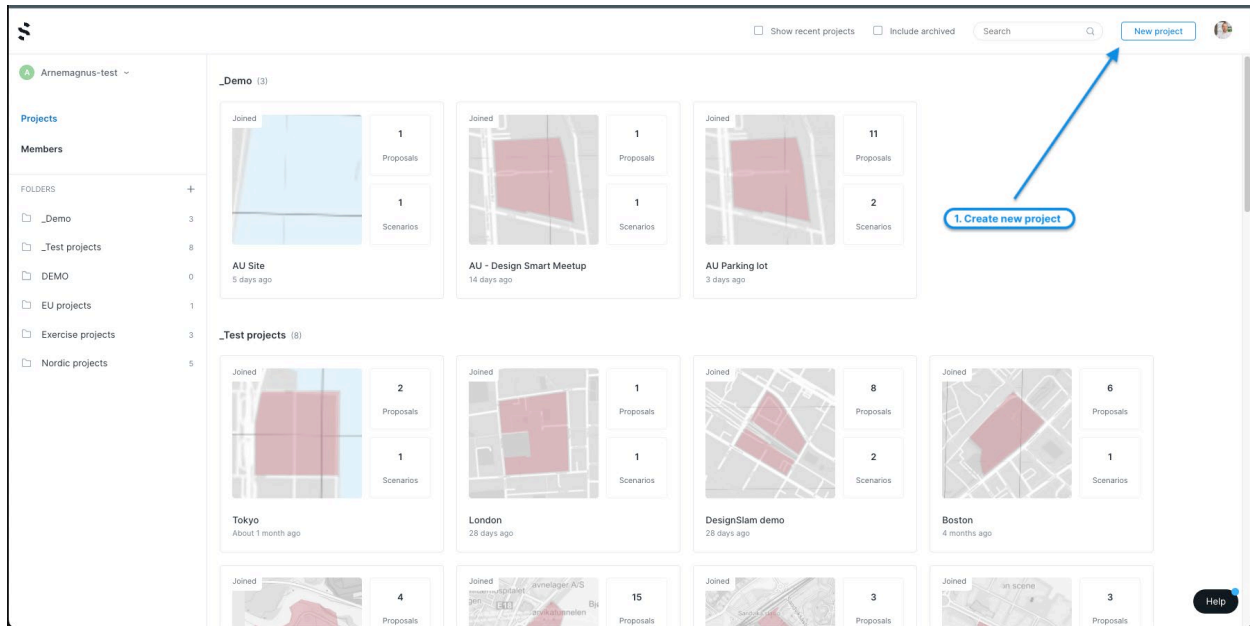 Show recent projects
Include archived
Search
New project
A
Arnemagnus-test
Projects
Members
FOLDERS
_Demo 3
_Test projects 8
DEMO 0
EU projects 1
Exercise projects 3
Nordic projects 5
_Demo (3)
Joined
1
Proposals
1
Scenarios
AU Site
5 days ago
Joined
1
Proposals
1
Scenarios
AU - Design Smart Meetup
14 days ago
Joined
11
Proposals
2
Scenarios
AU Parking lot
3 days ago
1. Create new project
_Test projects (8)
Joined
2
Proposals
1
Scenarios
Tokyo
About 1 month ago
Joined
1
Proposals
1
Scenarios
London
28 days ago
Joined
8
Proposals
2
Scenarios
DesignSlam demo
28 days ago
Joined
6
Proposals
1
Scenarios
Boston
4 months ago
Joined
4
Proposals
Joined
avnelager A/S
E18
15
Proposals
Joined
3
Proposals
Joined
in scene
3
Proposals
Help